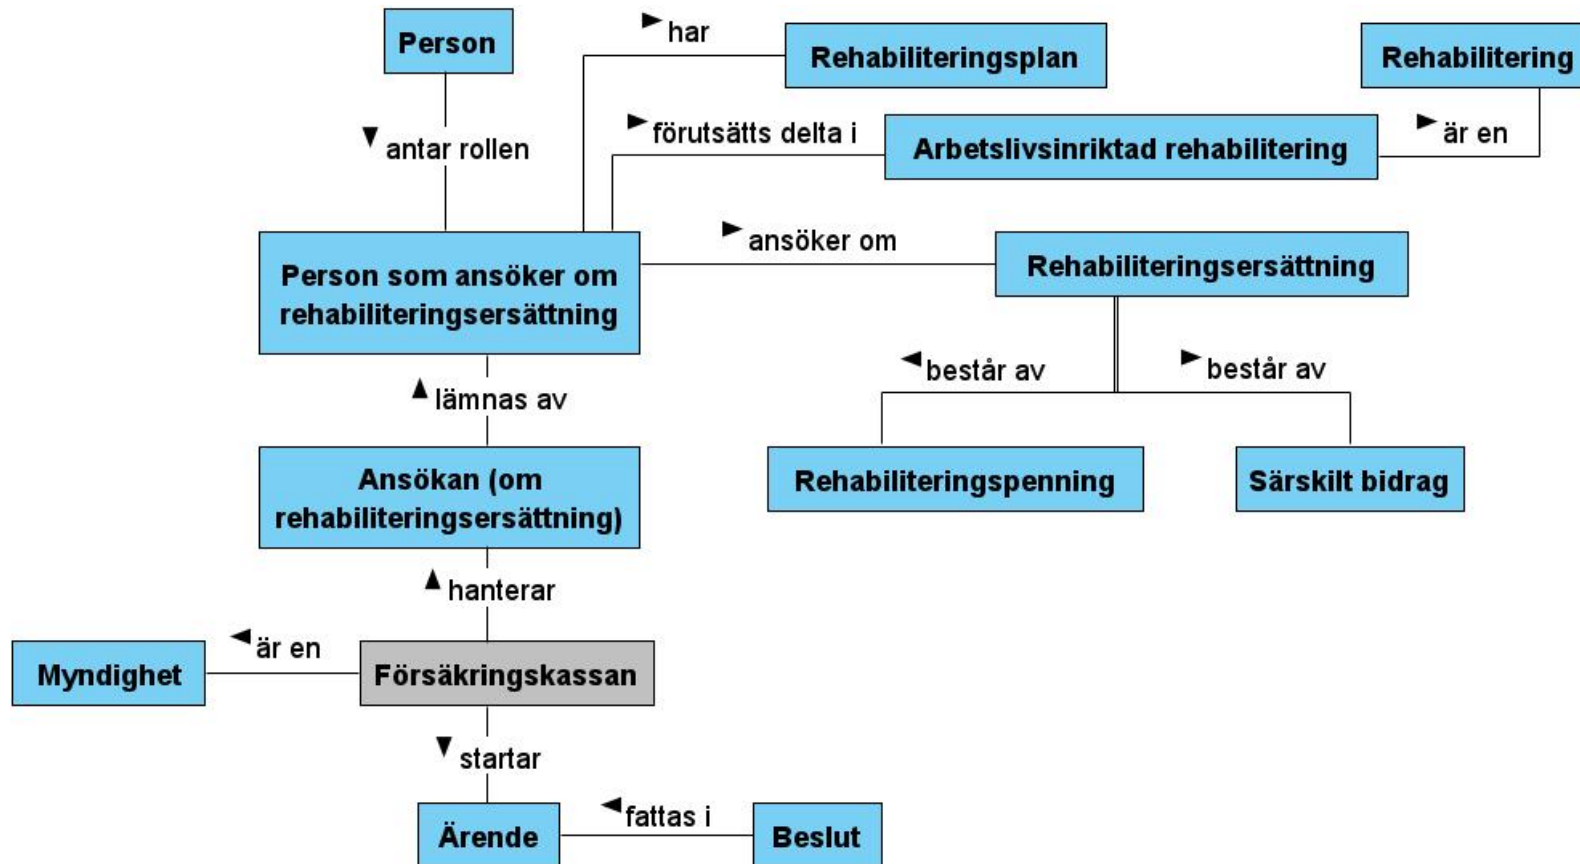 Person
har
Rehabiliteringsplan
Rehabilitering
antar rollen
förutsätts delta i
Arbetslivsinriktad rehabilitering
är en
Person som ansöker om
rehabiliteringsersättning
ansöker om
Rehabiliteringsersättning
lämnas av
består av
består av
Ansökan (om
rehabiliteringsersättning)
Rehabiliteringspenning
Särskilt bidrag
hanterar
Myndighet
är en
Försäkringskassan
startar
Ärende
fattas i
Beslut